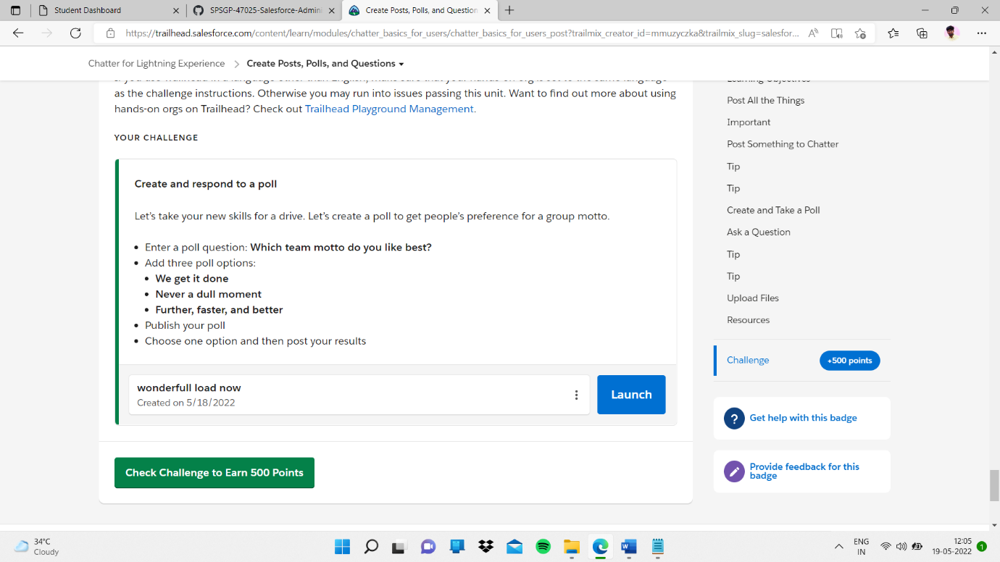 Student Dashboard
SPSGP-47025-Salesforce-Admini
Create Posts, Polls, and Question
https://trailhead.salesforce.com/content/learn/modules/chatter_basics_for_users/chatter_basics_for_users_post?trailmix_creator_id=mmuzyczka&trailmix_slug=salesfor...
Chatter for Lightning Experience > Create Posts, Polls, and Questions
as the challenge instructions. Otherwise you may run into issues passing this unit. Want to find out more about using
hands-on orgs on Trailhead? Check out Trailhead Playground Management.
YOUR CHALLENGE
Create and respond to a poll
Let's take your new skills for a drive. Let's create a poll to get people's preference for a group motto.
• Enter a poll question: Which team motto do you like best?
• Add three poll options:
• We get it done
• Never a dull moment
• Further, faster, and better
• Publish your poll
• Choose one option and then post your results
wonderfull load now
Created on 5/18/2022
Launch
Check Challenge to Earn 500 Points
Learning Objectives
Post All the Things
Important
Post Something to Chatter
Tip
Tip
Create and Take a Poll
Ask a Question
Tip
Tip
Upload Files
Resources
Challenge
+500 points
? Get help with this badge
Provide feedback for this
badge
34°C
Cloudy
ENG
IN
12:05
19-05-2022
1